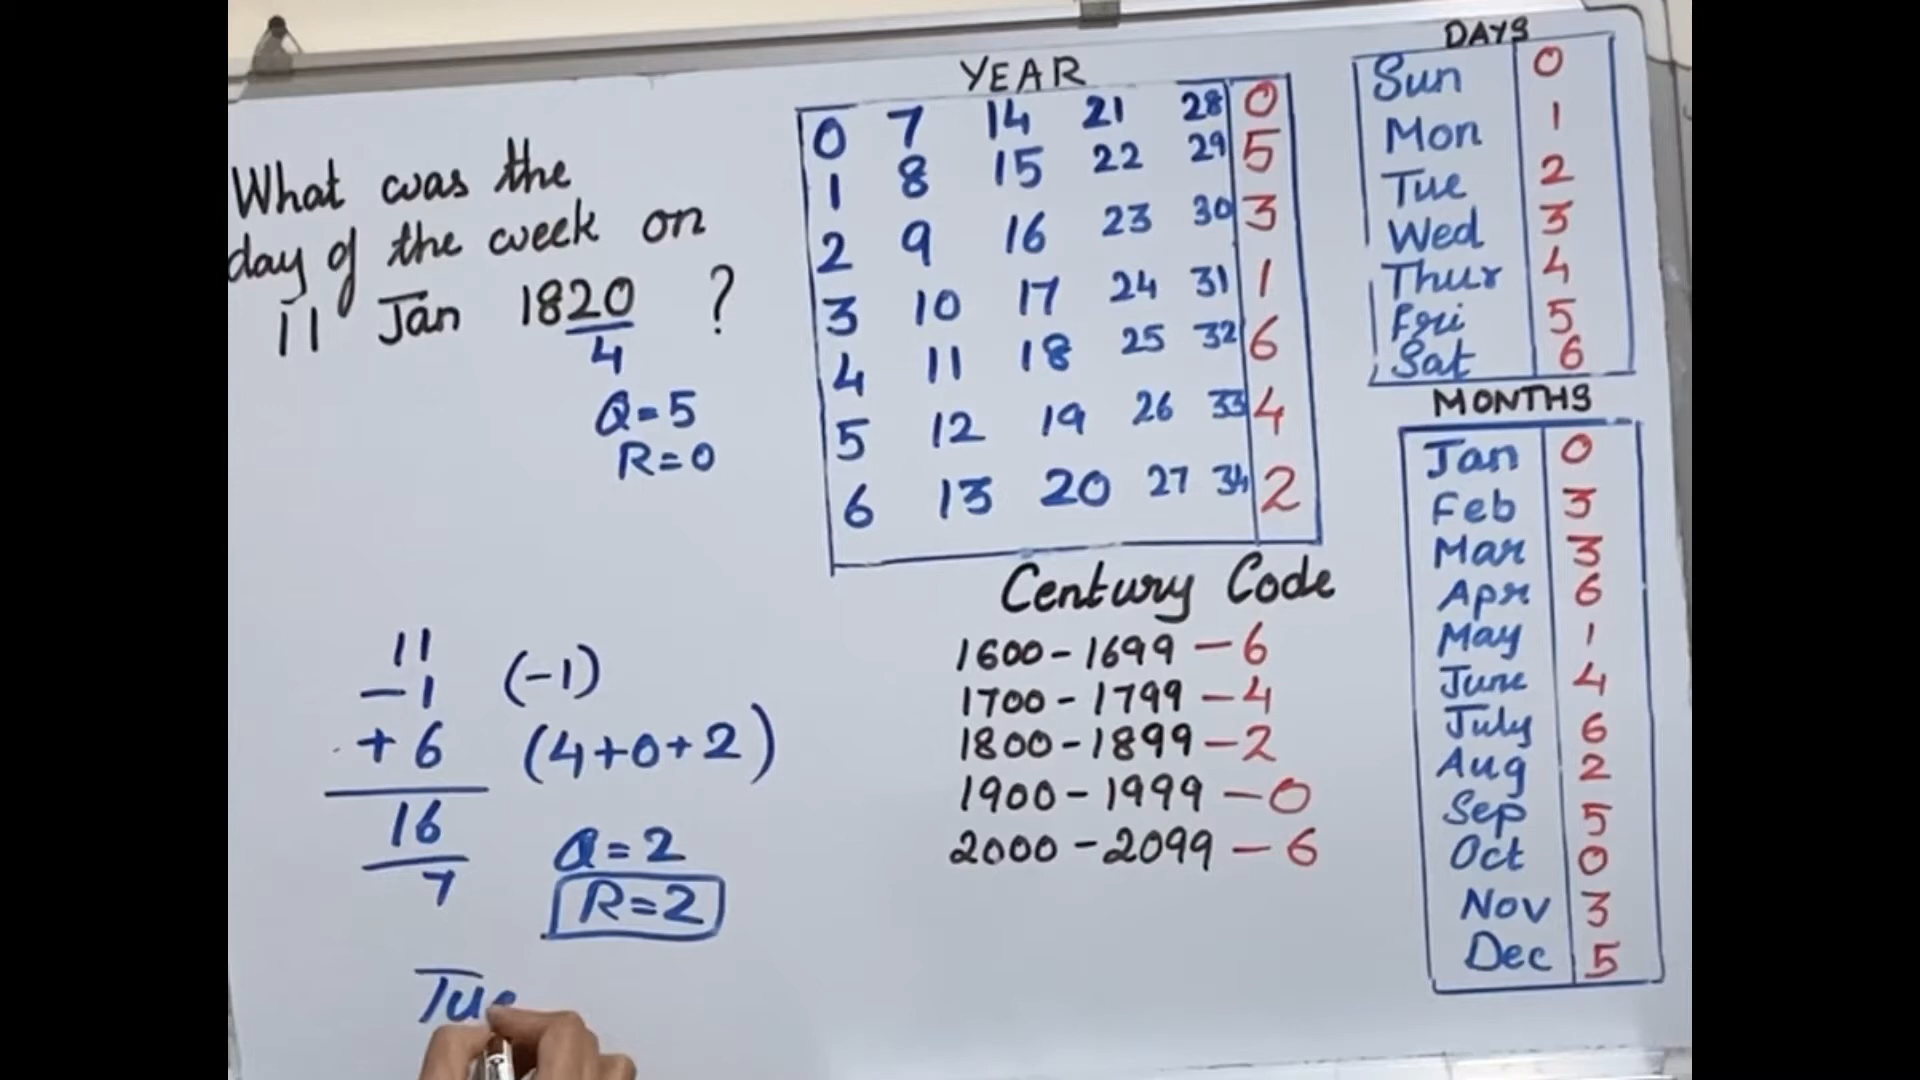 What was the
day of the week on
11 Jan 1820 ?
4
Q=5
R=0
11
-1 (-1)
+6 (4+0+2)
16
7
Q=2
R=2
Tue
YEAR
0 7 14 21 28 0
1 8 15 22 29 5
2 9 16 23 30 3
3 10 17 24 31 1
4 11 18 25 32 6
5 12 19 26 33 4
6 13 20 27 34 2
Century Code
1600-1699-6
1700-1799-4
1800-1899-2
1900-1999-0
2000-2099-6
DAYS
Sun 0
Mon 1
Tue 2
Wed 3
Thur 4
Fri 5
Sat 6
MONTHS
Jan 0
Feb 3
Mar 3
Apr 6
May 1
June 4
July 6
Aug 2
Sep 5
Oct 0
Nov 3
Dec 5